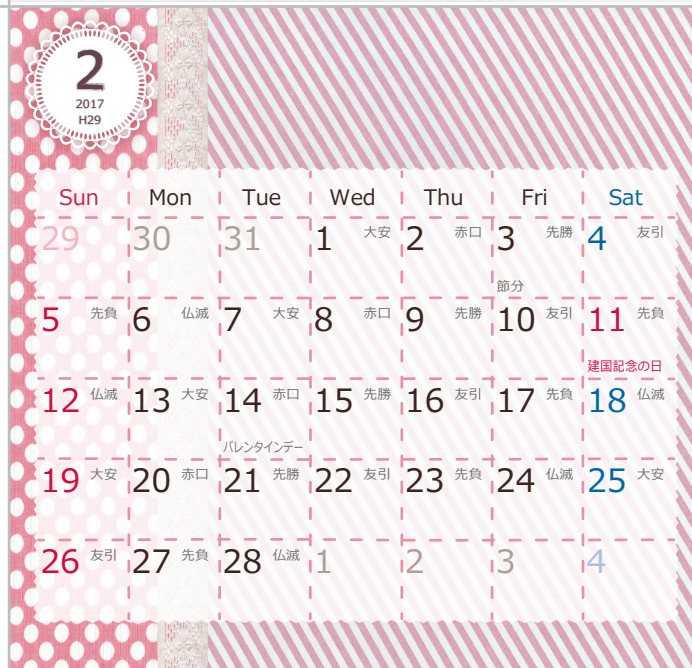 2
2017
H29
Sun Mon Tue Wed Thu Fri Sat
29 30 31 1 大安 2 赤口 3 先勝 4 友引
節分
5 先負 6 仏滅 7 大安 8 赤口 9 先勝 10 友引 11 先負
建国記念の日
12 仏滅 13 大安 14 赤口 15 先勝 16 友引 17 先負 18 仏滅
バレンタインデー
19 大安 20 赤口 21 先勝 22 友引 23 先負 24 仏滅 25 大安
26 友引 27 先負 28 仏滅 1 2 3 4